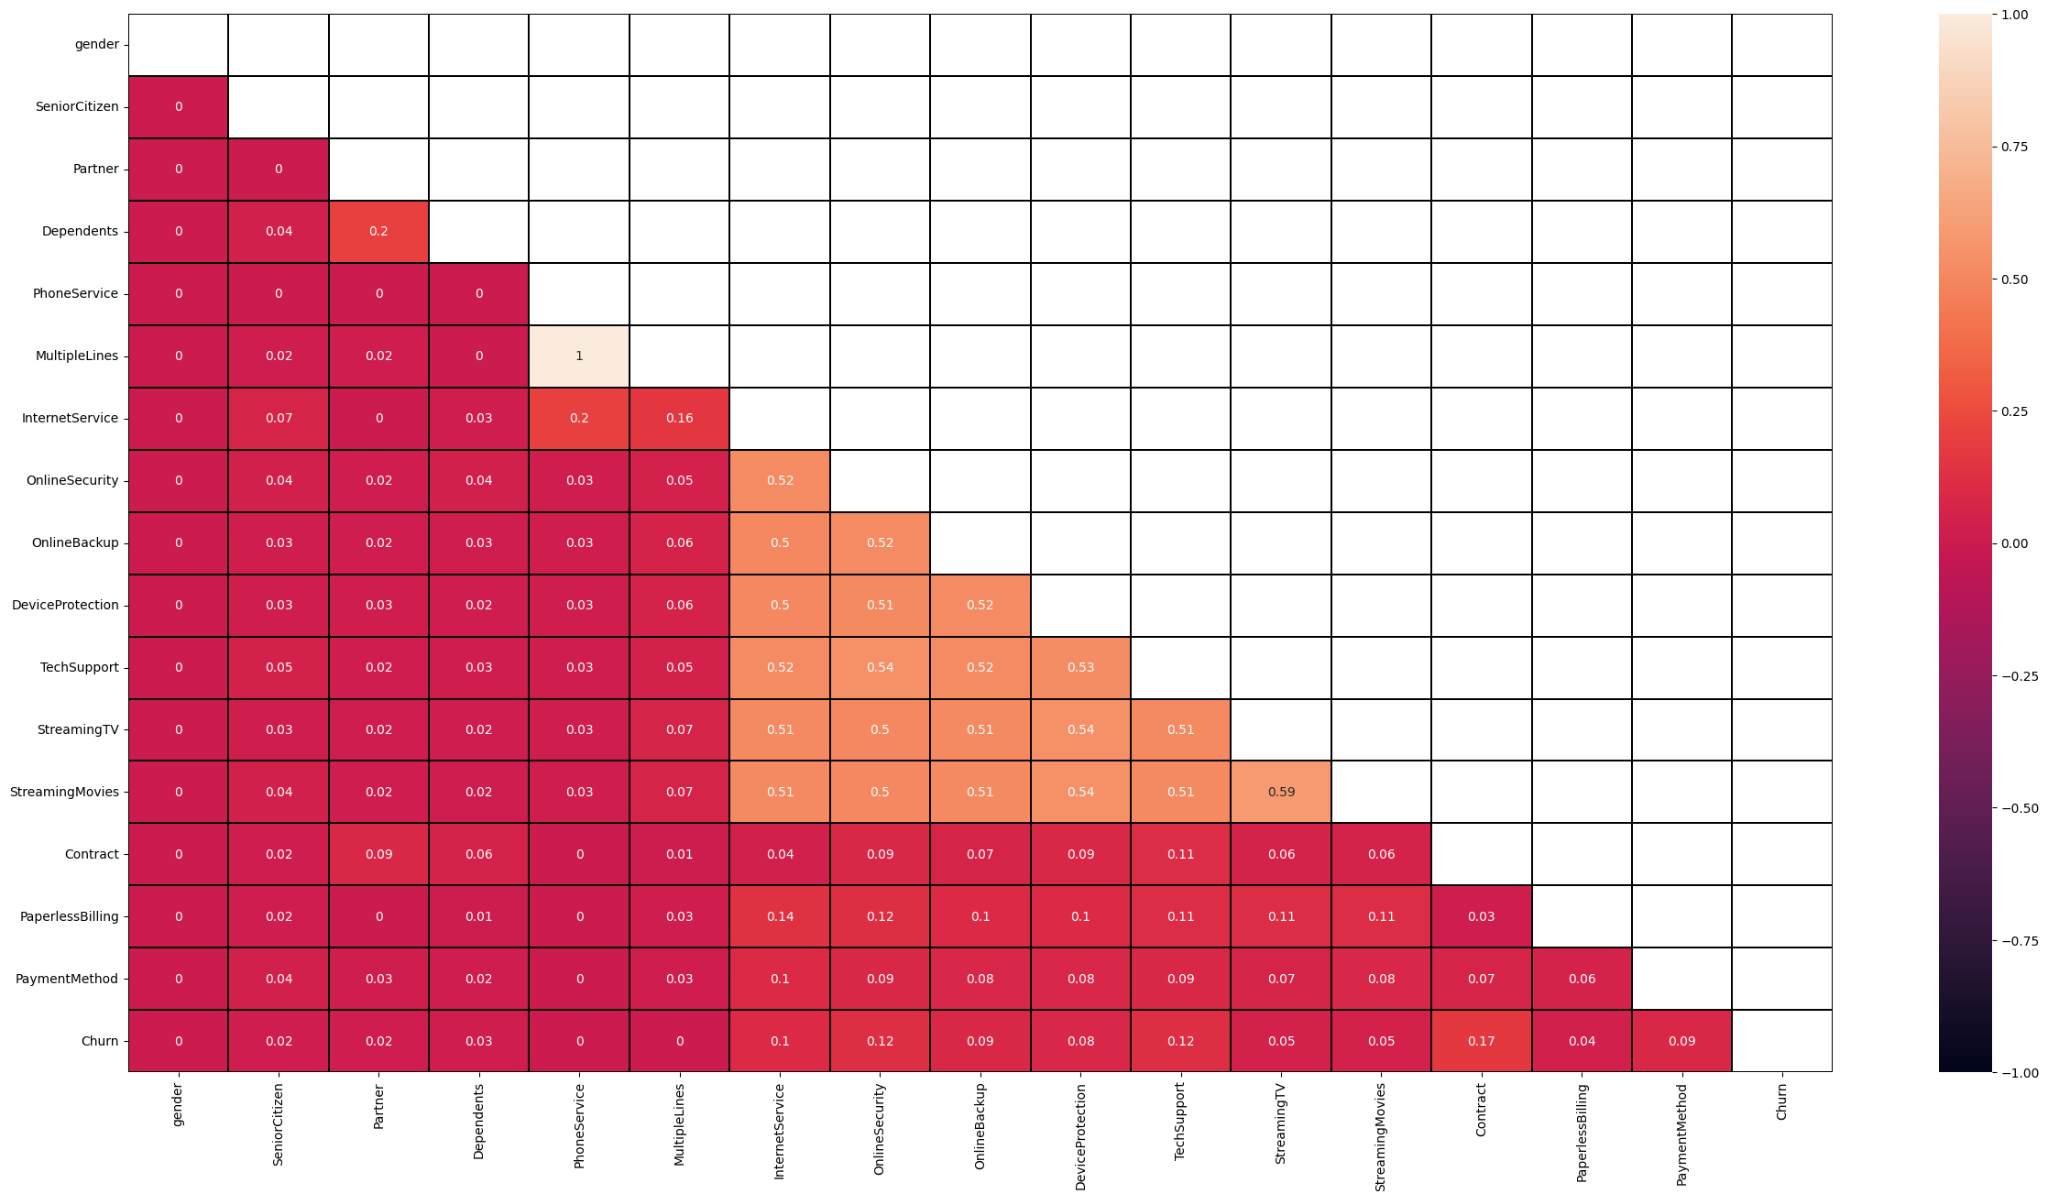 gender
SeniorCitizen 0
Partner 0 0
Dependents 0 0.04 0.2
PhoneService 0 0 0 0
MultipleLines 0 0.02 0.02 0 1
InternetService 0 0.07 0 0.03 0.2 0.16
OnlineSecurity 0 0.04 0.02 0.04 0.03 0.05 0.52
OnlineBackup 0 0.03 0.02 0.03 0.03 0.06 0.5 0.52
DeviceProtection 0 0.03 0.03 0.02 0.03 0.06 0.5 0.51 0.52
TechSupport 0 0.05 0.02 0.03 0.03 0.05 0.52 0.54 0.52 0.53
StreamingTV 0 0.03 0.02 0.02 0.03 0.07 0.51 0.5 0.51 0.54 0.51
StreamingMovies 0 0.04 0.02 0.02 0.03 0.07 0.51 0.5 0.51 0.54 0.51 0.59
Contract 0 0.02 0.09 0.06 0 0.01 0.04 0.09 0.07 0.09 0.11 0.06 0.06
PaperlessBilling 0 0.02 0 0.01 0 0.03 0.14 0.12 0.1 0.1 0.11 0.11 0.11 0.03
PaymentMethod 0 0.04 0.03 0.02 0 0.03 0.1 0.09 0.08 0.08 0.09 0.07 0.08 0.07 0.06
Churn 0 0.02 0.02 0.03 0 0 0.1 0.12 0.09 0.08 0.12 0.05 0.05 0.17 0.04 0.09
gender
SeniorCitizen
Partner
Dependents
PhoneService
MultipleLines
InternetService
OnlineSecurity
OnlineBackup
DeviceProtection
TechSupport
StreamingTV
StreamingMovies
Contract
PaperlessBilling
PaymentMethod
Churn
1.00
0.75
0.50
0.25
0.00
−0.25
−0.50
−0.75
−1.00